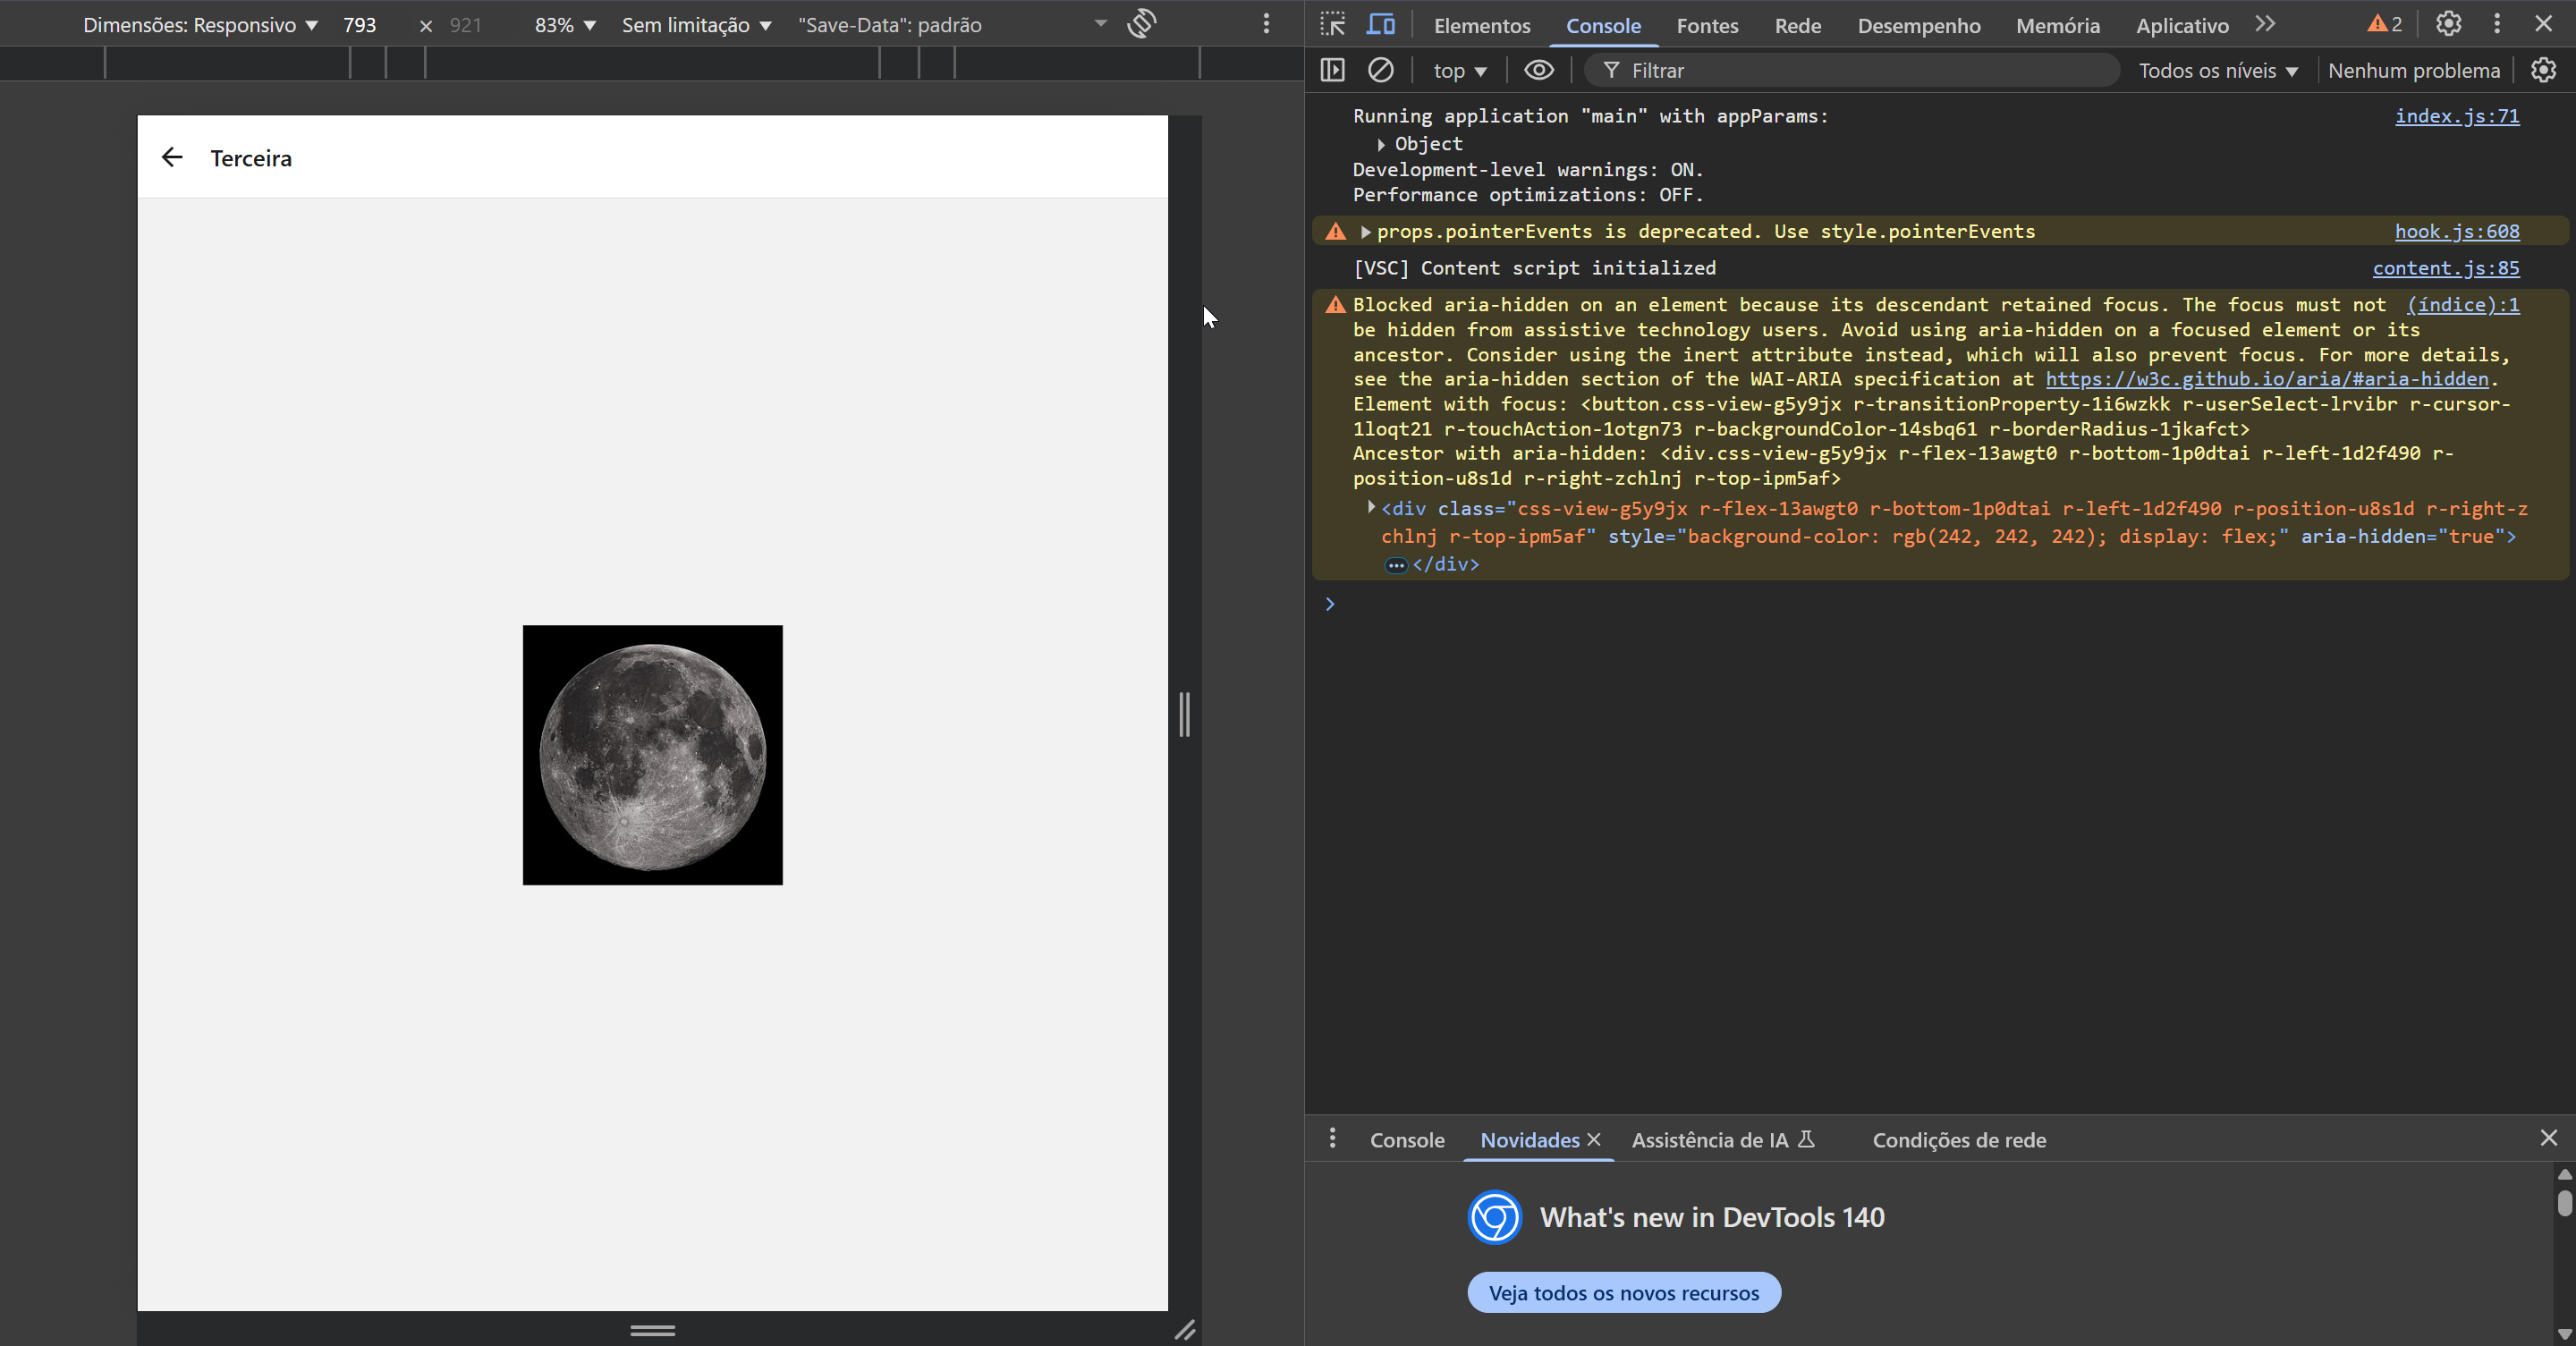 Dimensões: Responsivo ▼ 793 × 921 83% ▼ Sem limitação ▼ "Save-Data": padrão
Terceira
Elementos Console Fontes Rede Desempenho Memória Aplicativo 2
top ▼ Filtrar Todos os níveis ▼ Nenhum problema
Running application "main" with appParams: index.js:71
Object
Development-level warnings: ON.
Performance optimizations: OFF.
props.pointerEvents is deprecated. Use style.pointerEvents hook.js:608
[VSC] Content script initialized content.js:85
Blocked aria-hidden on an element because its descendant retained focus. The focus must not (índice):1
be hidden from assistive technology users. Avoid using aria-hidden on a focused element or its
ancestor. Consider using the inert attribute instead, which will also prevent focus. For more details,
see the aria-hidden section of the WAI-ARIA specification at https://w3c.github.io/aria/#aria-hidden.
Element with focus: <button.css-view-g5y9jx r-transitionProperty-1i6wzkk r-userSelect-lrvibr r-cursor-
1loqt21 r-touchAction-1otgn73 r-backgroundColor-14sbq61 r-borderRadius-1jkafct>
Ancestor with aria-hidden: <div.css-view-g5y9jx r-flex-13awgt0 r-bottom-1p0dtai r-left-1d2f490 r-
position-u8s1d r-right-zchlnj r-top-ipm5af>
<div class="css-view-g5y9jx r-flex-13awgt0 r-bottom-1p0dtai r-left-1d2f490 r-position-u8s1d r-right-z
chlnj r-top-ipm5af" style="background-color: rgb(242, 242, 242); display: flex;" aria-hidden="true">
</div>
Console Novidades Assistência de IA Condições de rede
What's new in DevTools 140
Veja todos os novos recursos